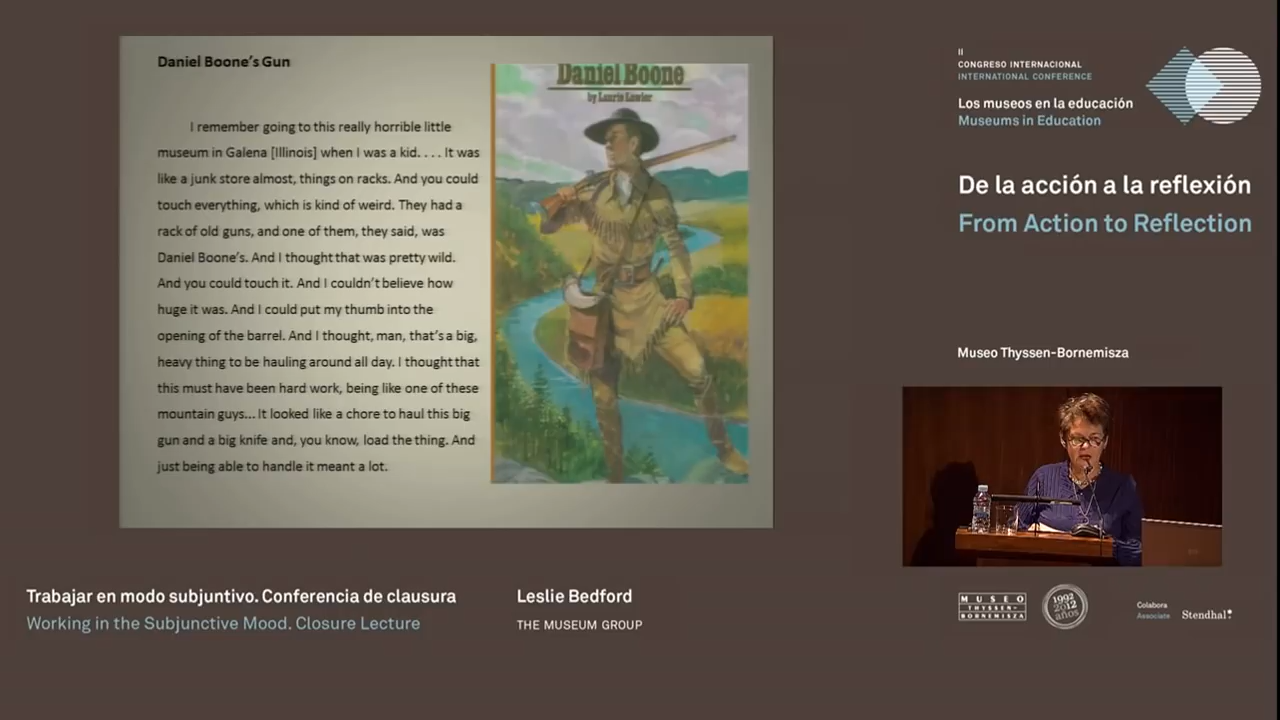 Daniel Boone's Gun
I remember going to this really horrible little
museum in Galena [Illinois] when I was a kid. . . . It was
like a junk store almost, things on racks. And you could
touch everything, which is kind of weird. They had a
rack of old guns, and one of them, they said, was
Daniel Boone's. And I thought that was pretty wild.
And you could touch it. And I couldn't believe how
huge it was. And I could put my thumb into the
opening of the barrel. And I thought, man, that's a big,
heavy thing to be hauling around all day. I thought that
this must have been hard work, being like one of these
mountain guys... It looked like a chore to haul this big
gun and a big knife and, you know, load the thing. And
just being able to handle it meant a lot.
Daniel Boone
by Laurie Lawlor
II
CONGRESO INTERNACIONAL
INTERNATIONAL CONFERENCE
Los museos en la educación
Museums in Education
De la acción a la reflexión
From Action to Reflection
Museo Thyssen-Bornemisza
Trabajar en modo subjuntivo. Conferencia de clausura
Working in the Subjunctive Mood. Closure Lecture
Leslie Bedford
THE MUSEUM GROUP
MUSEO
THYSSEN-
BORNEMISZA
1992
2012
años
Colabora
Associate
Stendhal: